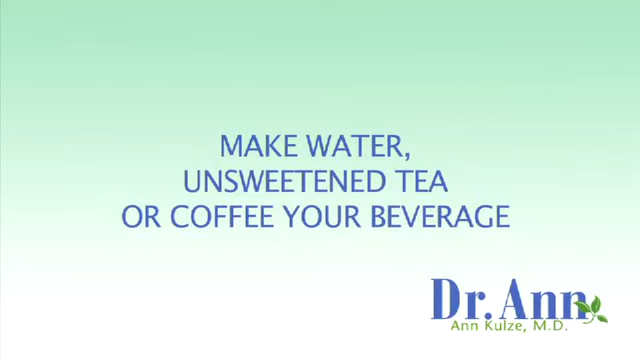 MAKE WATER,
UNSWEETENED TEA
OR COFFEE YOUR BEVERAGE
Dr. Ann
Ann Kulze, M.D.